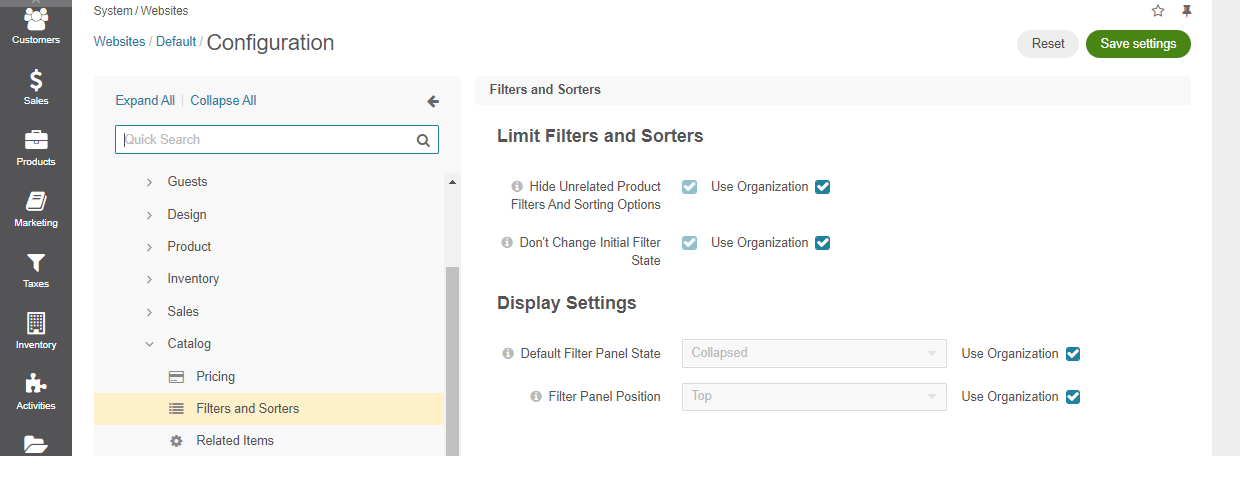 Customers
Sales
Products
Marketing
Taxes
Inventory
Activities
System / Websites
Websites / Default / Configuration
Reset
Save settings
Expand All | Collapse All
Quick Search
Guests
Design
Product
Inventory
Sales
Catalog
Pricing
Filters and Sorters
Related Items
Filters and Sorters
Limit Filters and Sorters
Hide Unrelated Product
Filters And Sorting Options
Use Organization
Don't Change Initial Filter
State
Use Organization
Display Settings
Default Filter Panel State
Collapsed
Use Organization
Filter Panel Position
Top
Use Organization